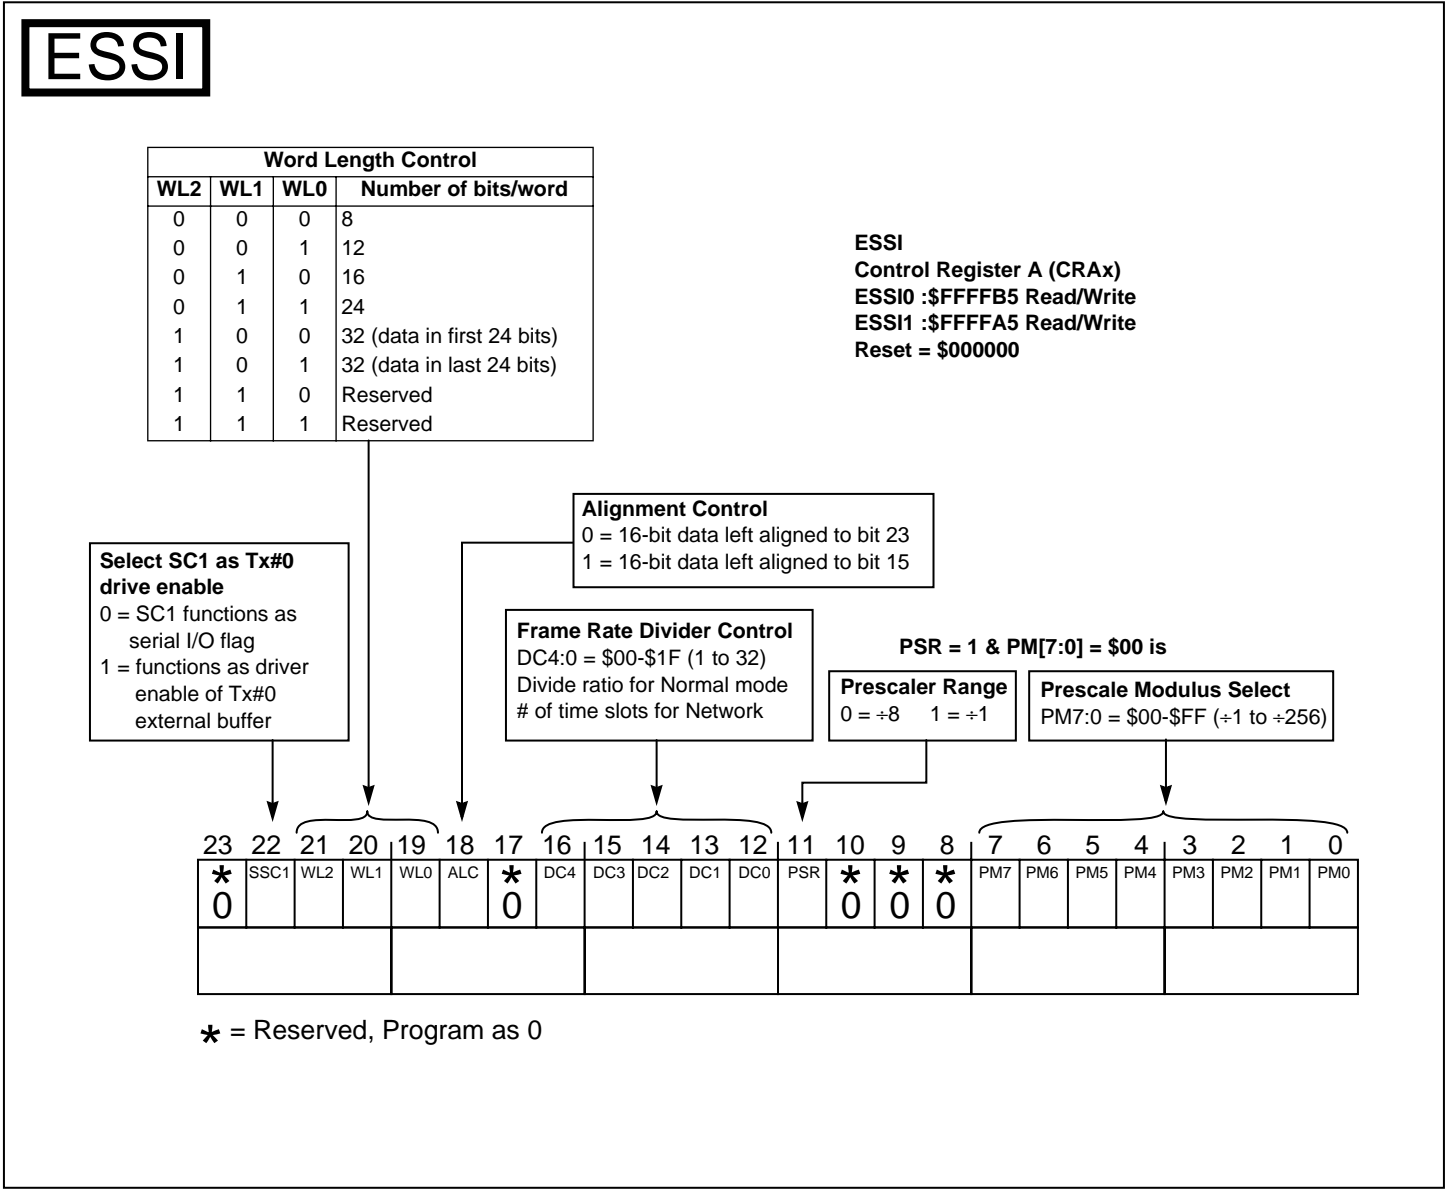 ESSI
Word Length Control
WL2 WL1 WL0 Number of bits/word
0 0 0 8
0 0 1 12
0 1 0 16
0 1 1 24
1 0 0 32 (data in first 24 bits)
1 0 1 32 (data in last 24 bits)
1 1 0 Reserved
1 1 1 Reserved
ESSI
Control Register A (CRAx)
ESSI0 :$FFFFB5 Read/Write
ESSI1 :$FFFFA5 Read/Write
Reset = $000000
Alignment Control
0 = 16-bit data left aligned to bit 23
1 = 16-bit data left aligned to bit 15
Select SC1 as Tx#0
drive enable
0 = SC1 functions as
serial I/O flag
1 = functions as driver
enable of Tx#0
external buffer
Frame Rate Divider Control
DC4:0 = $00-$1F (1 to 32)
Divide ratio for Normal mode
# of time slots for Network
PSR = 1 & PM[7:0] = $00 is
Prescaler Range
0 = ÷8 1 = ÷1
Prescale Modulus Select
PM7:0 = $00-$FF (÷1 to ÷256)
23 22 21 20 19 18 17 16 15 14 13 12 11 10 9 8 7 6 5 4 3 2 1 0
* SSC1 WL2 WL1 WL0 ALC * DC4 DC3 DC2 DC1 DC0 PSR * * * PM7 PM6 PM5 PM4 PM3 PM2 PM1 PM0
0 0 0 0 0
* = Reserved, Program as 0